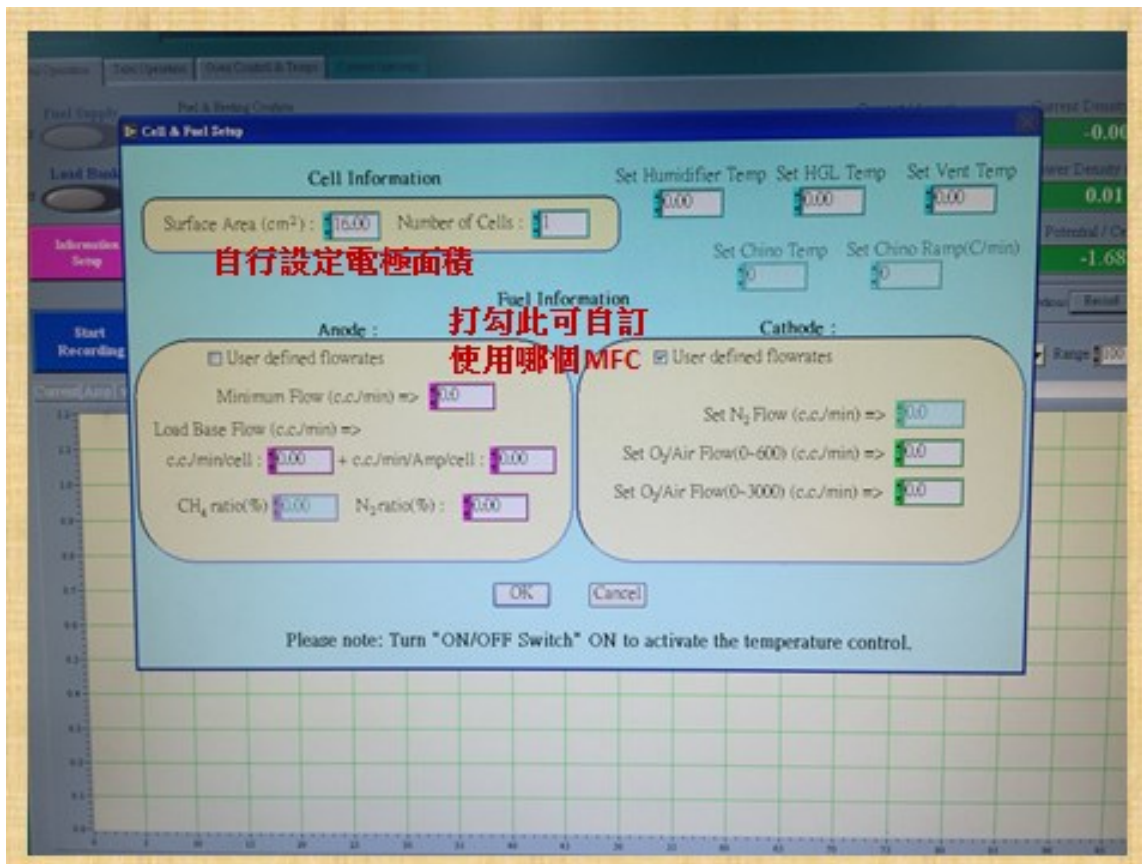 Oven Control & Temps
Fuel Supply
Cell & Fuel Setup
Current Density
-0.00
Load Bank
Cell Information
Set Humidifier Temp Set HGL Temp Set Vent Temp
0.00 0.00 0.00
Power Density
0.01
Surface Area (cm²) : 16.00 Number of Cells : 1
Information Setup
自行設定電極面積
Set Chino Temp Set Chino Ramp(C/min)
0 0
-1.68
Fuel Information
Start Recording
Anode :
打勾此可自訂
使用哪個MFC
Cathode :
User defined flowrates
User defined flowrates
Range 100
Minimum Flow (c.c./min) => 0.0
Set N₂ Flow (c.c./min) => 0.0
Load Base Flow (c.c./min) =>
c.c./min/cell : 0.00 + c.c./min/Amp/cell : 0.00
Set O₂/Air Flow(0~600) (c.c./min) => 0.0
CH₄ ratio(%) 0.00 N₂ratio(%) : 0.00
Set O₂/Air Flow(0~3000) (c.c./min) => 0.0
OK Cancel
Please note: Turn "ON/OFF Switch" ON to activate the temperature control.